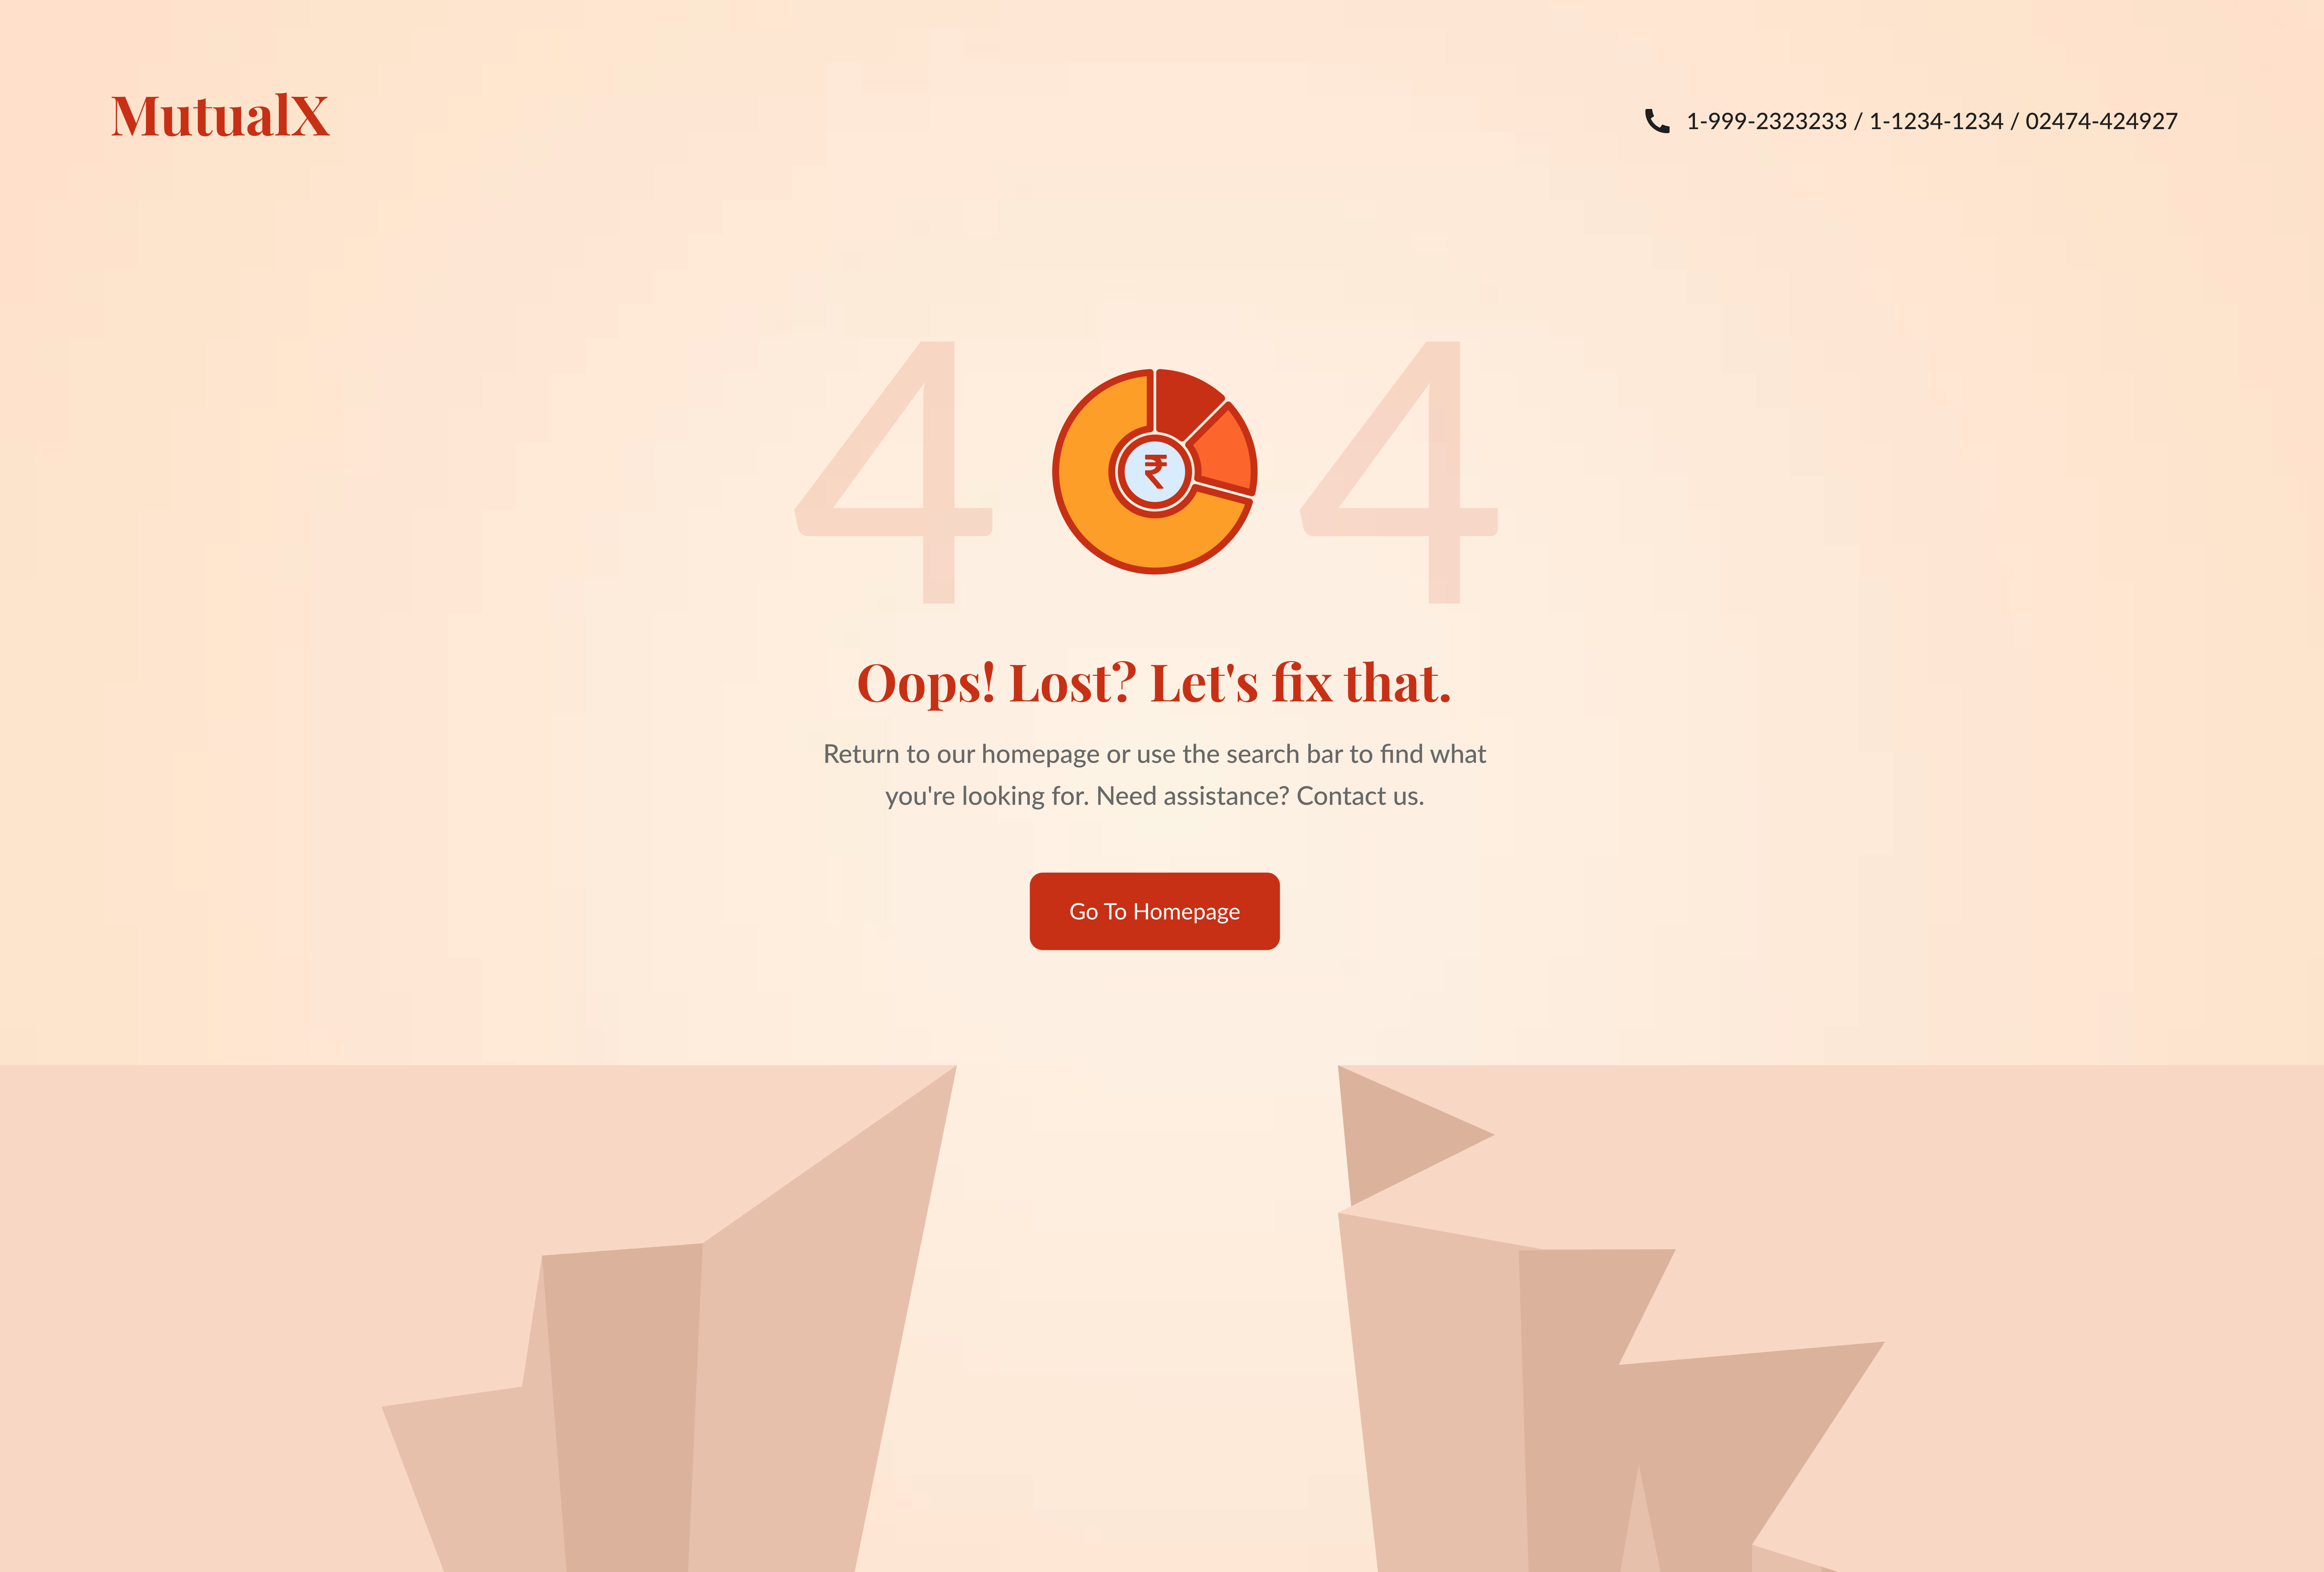 MutualX
1-999-2323233 / 1-1234-1234 / 02474-424927
4 ₹ 4
Oops! Lost? Let's fix that.
Return to our homepage or use the search bar to find what
you're looking for. Need assistance? Contact us.
Go To Homepage